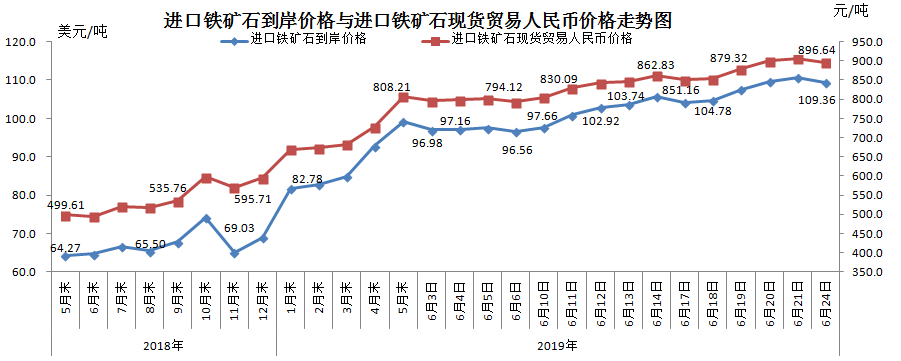 进口铁矿石到岸价格与进口铁矿石现货贸易人民币价格走势图
美元/吨
元/吨
进口铁矿石到岸价格
进口铁矿石现货贸易人民币价格
120.0
110.0
100.0
90.0
80.0
70.0
60.0
950.0
900.0
850.0
800.0
750.0
700.0
650.0
600.0
550.0
500.0
450.0
400.0
350.0
499.61
535.76
595.71
808.21
794.12
830.09
862.83
851.16
879.32
896.64
64.27
65.50
69.03
82.78
96.98
97.16
96.56
97.66
102.92
103.74
104.78
109.36
5月末
6月末
7月末
8月末
9月末
10月末
11月末
12月末
1月末
2月末
3月末
4月末
5月末
6月3日
6月4日
6月5日
6月6日
6月10日
6月11日
6月12日
6月13日
6月14日
6月17日
6月18日
6月19日
6月20日
6月21日
6月24日
2018年
2019年